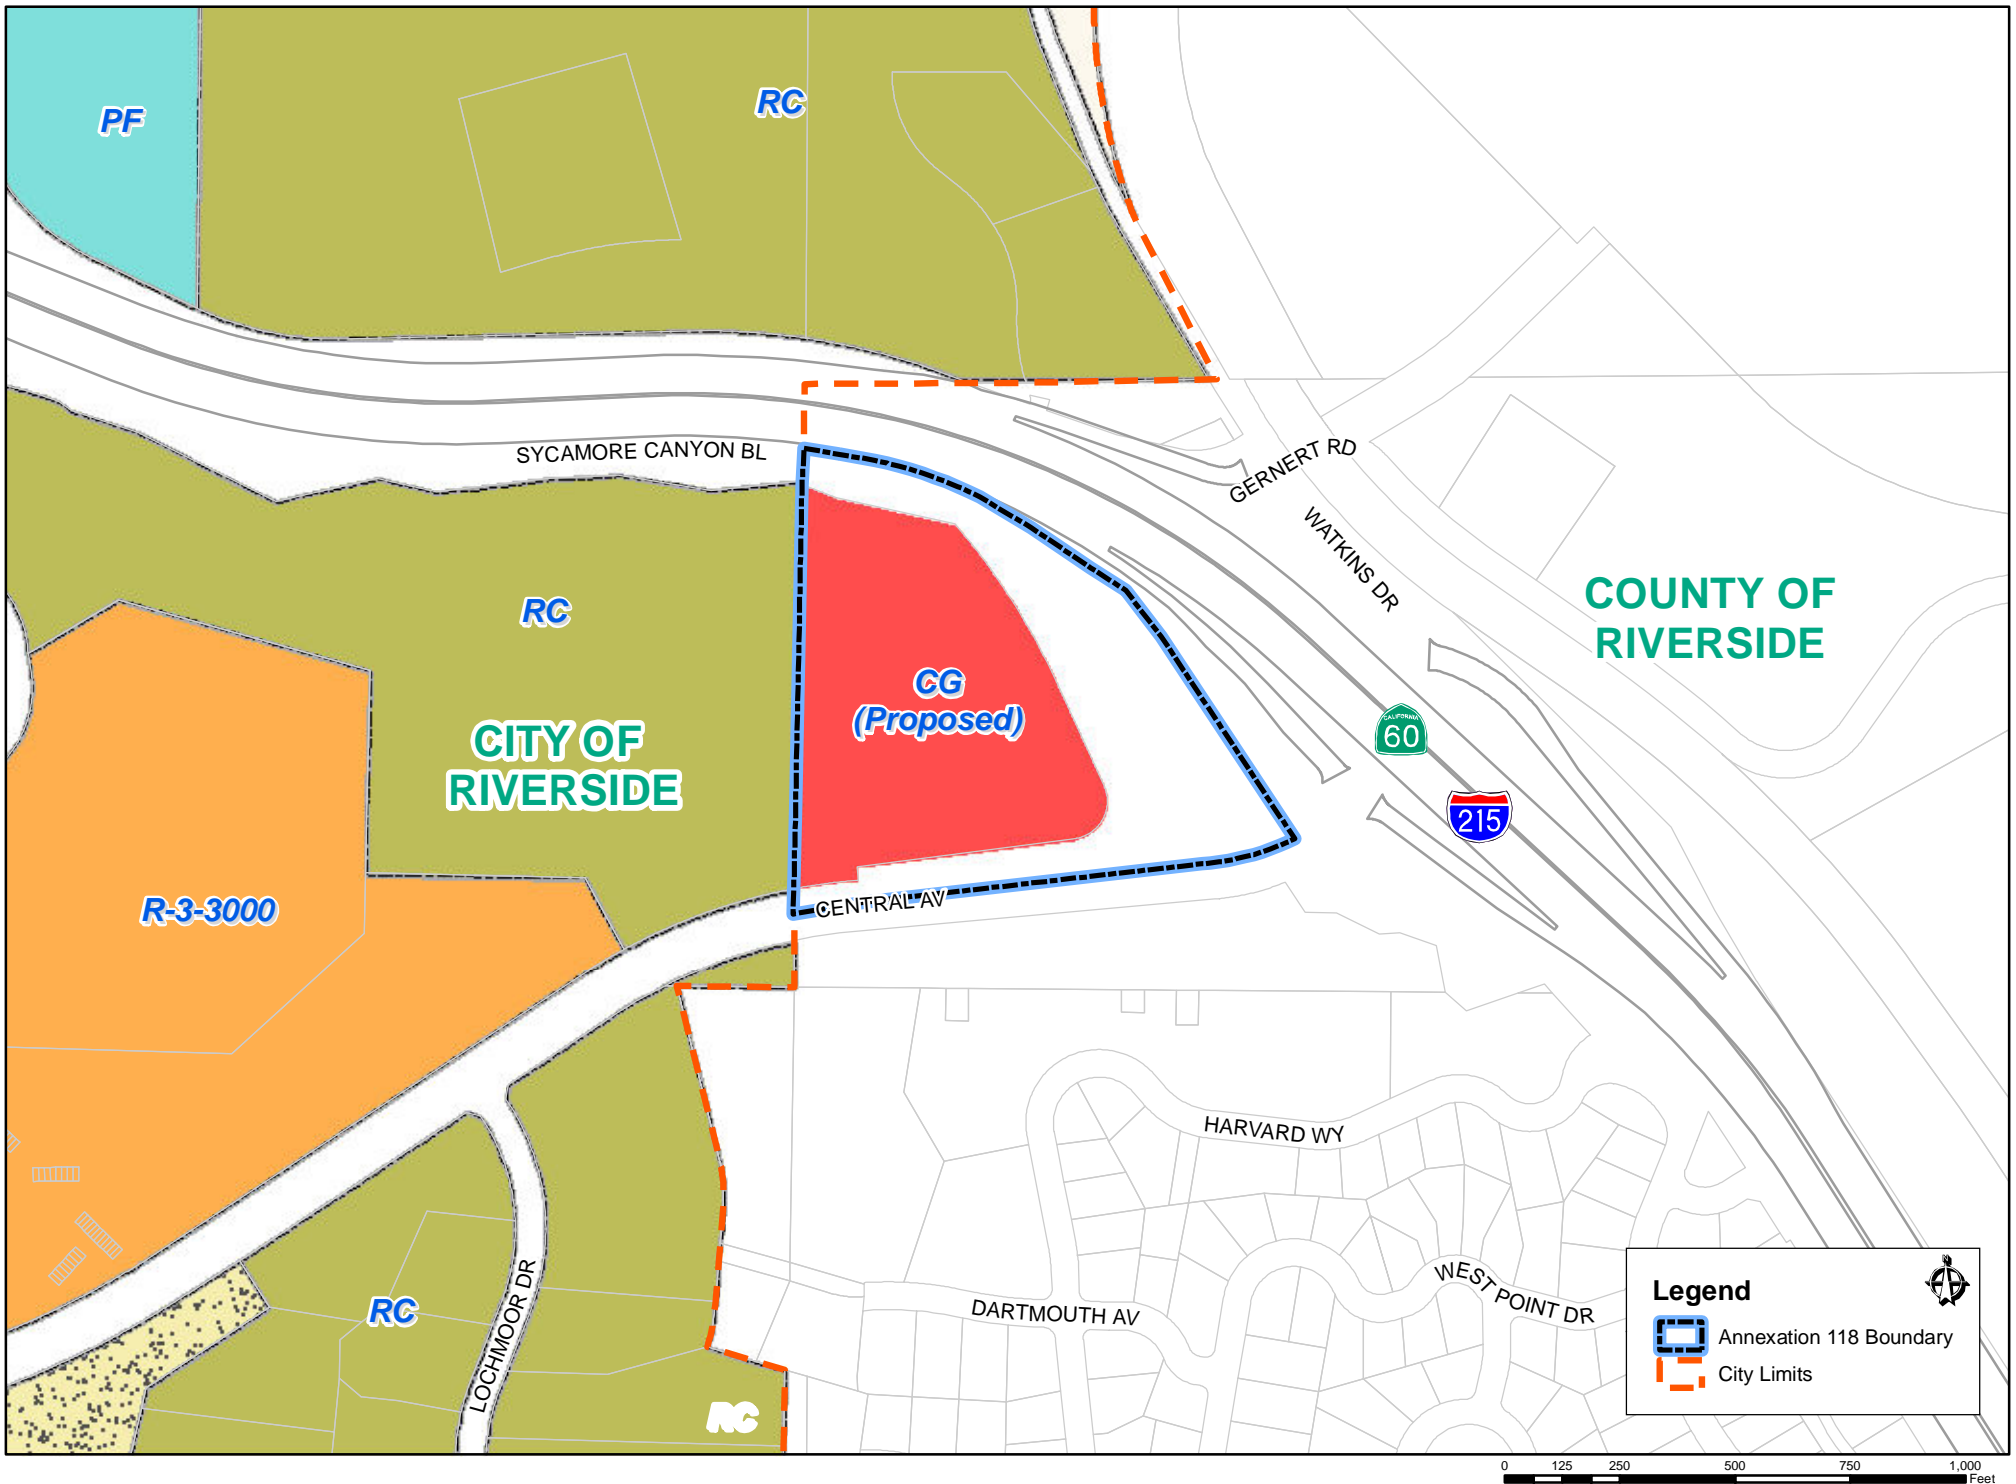 PF
RC
SYCAMORE CANYON BL
GERNERT RD
WATKINS DR
COUNTY OF
RIVERSIDE
RC
CG
(Proposed)
CITY OF
RIVERSIDE
CALIFORNIA
60
215
R-3-3000
CENTRAL AV
HARVARD WY
WEST POINT DR
DARTMOUTH AV
LOCHMOOR DR
RC
RC
Legend
Annexation 118 Boundary
City Limits
0 125 250 500 750 1,000
Feet